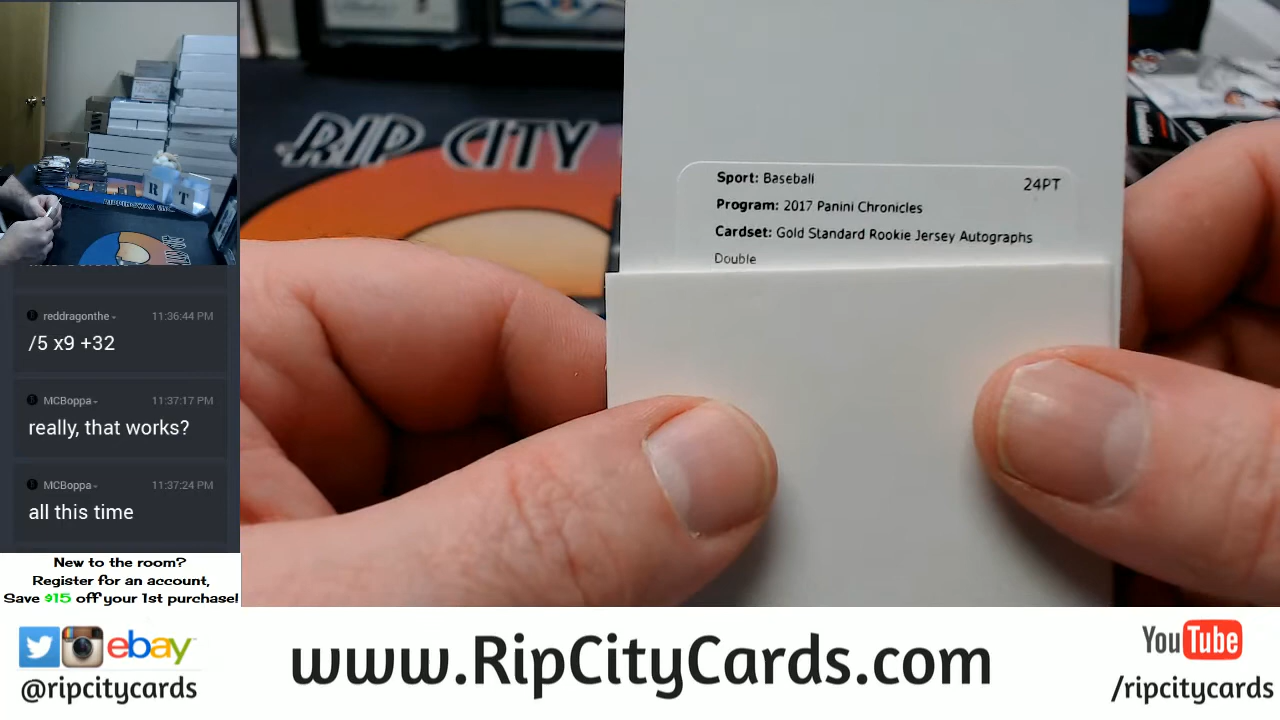 RIP CITY
Sport: Baseball
24PT
Program: 2017 Panini Chronicles
Cardset: Gold Standard Rookie Jersey Autographs
Double
R T
reddragonthe 11:36:44 PM
/5 x9 +32
MCBoppa 11:37:17 PM
really, that works?
MCBoppa 11:37:24 PM
all this time
New to the room?
Register for an account,
Save $15 off your 1st purchase!
ebay
@ripcitycards
www.RipCityCards.com
YouTube
/ripcitycards